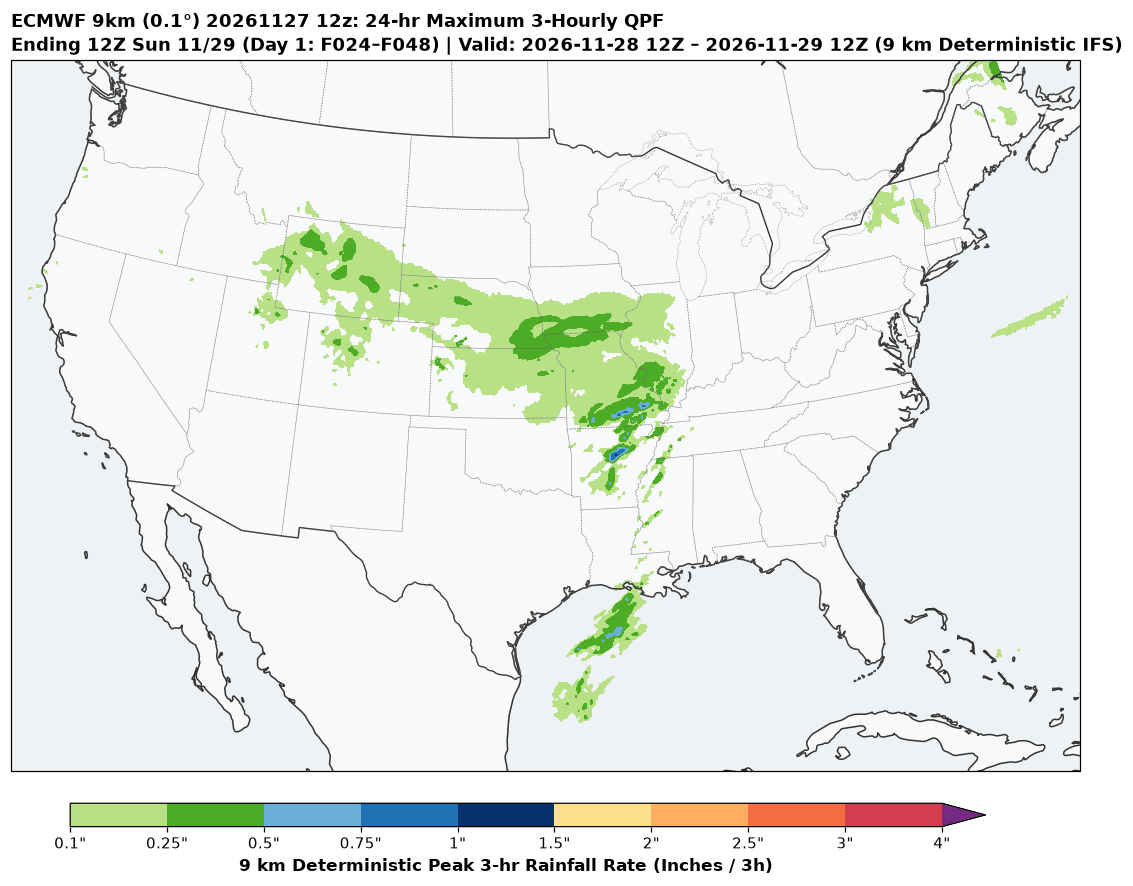 ECMWF 9km (0.1°) 20261127 12z: 24-hr Maximum 3-Hourly QPF
Ending 12Z Sun 11/29 (Day 1: F024–F048) | Valid: 2026-11-28 12Z – 2026-11-29 12Z (9 km Deterministic IFS)
0.1" 0.25" 0.5" 0.75" 1" 1.5" 2" 2.5" 3" 4"
9 km Deterministic Peak 3-hr Rainfall Rate (Inches / 3h)